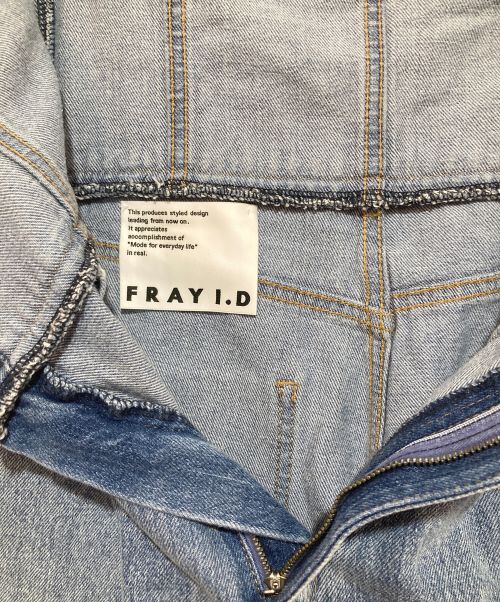 This produces styled design
leading from now on.
It appreciates
accomplishment of
"Mode for everyday life"
in real.
FRAY I.D